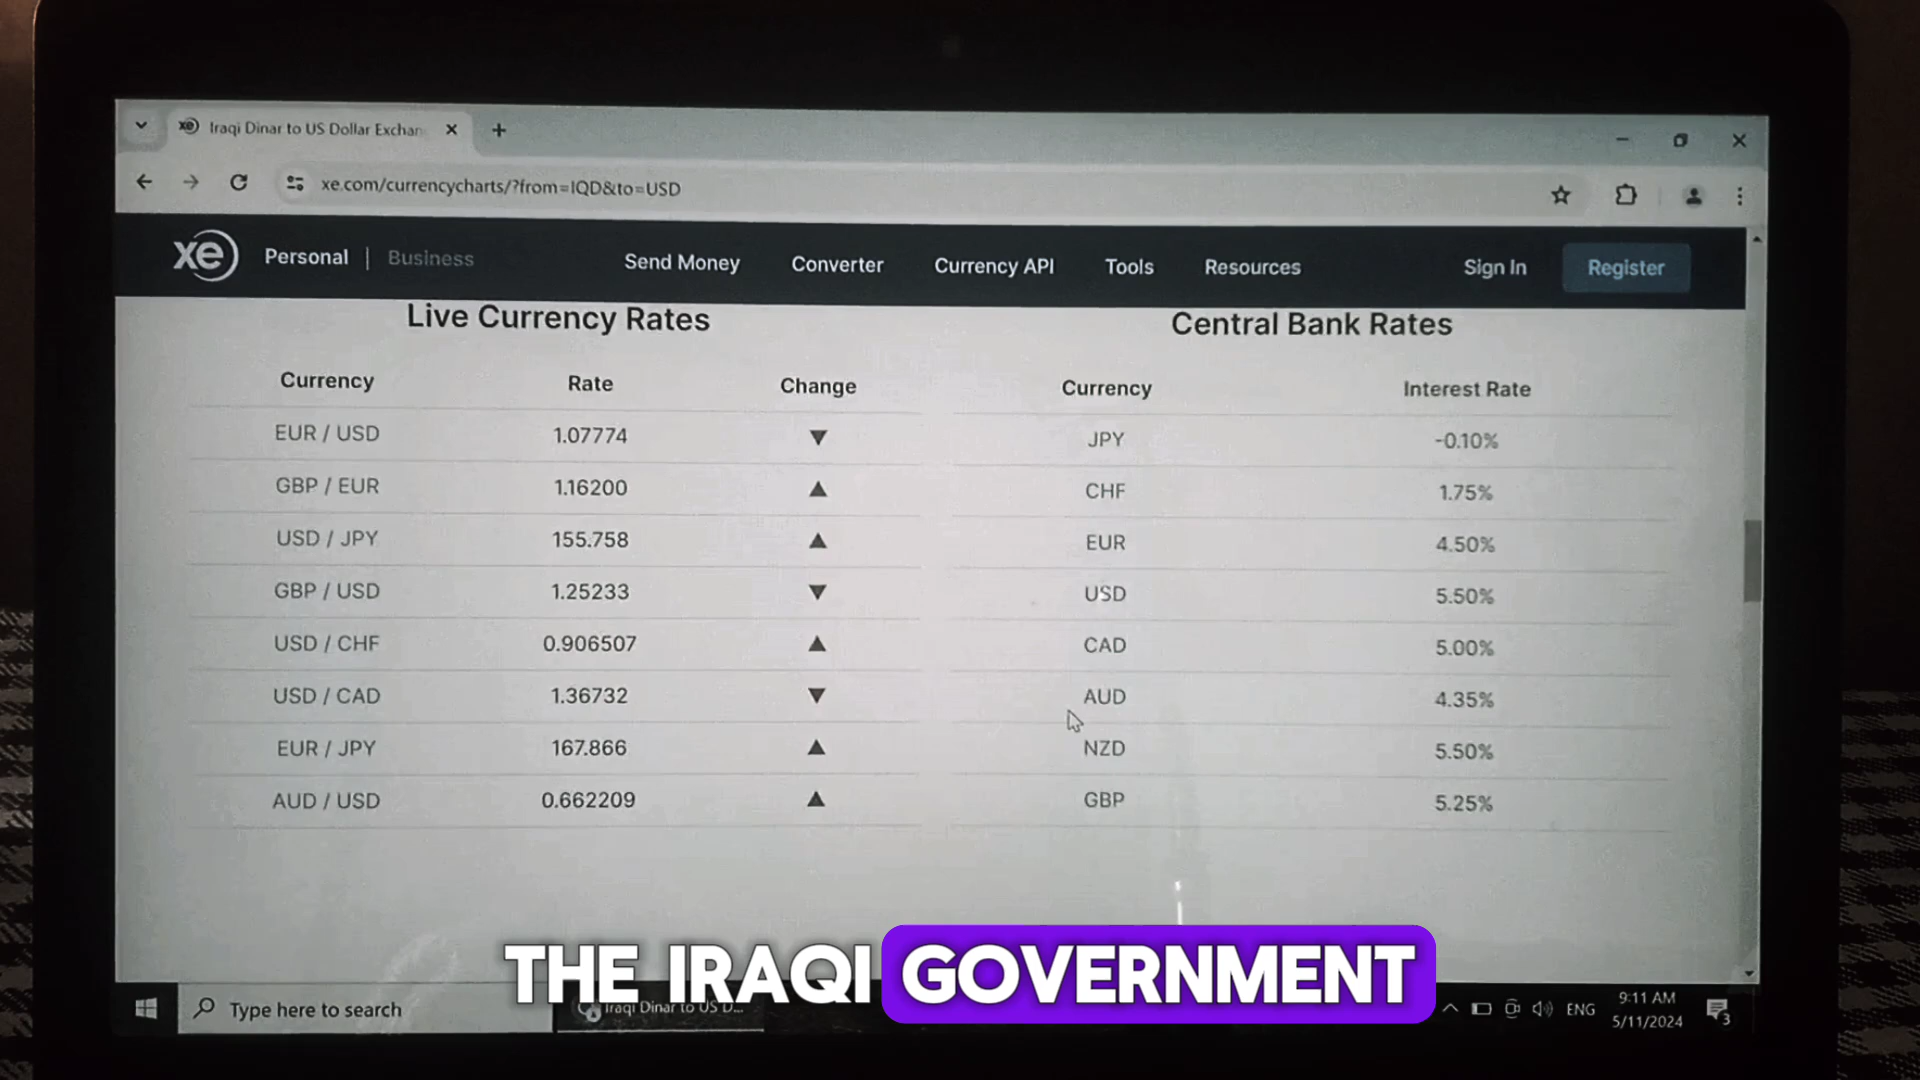 Iraqi Dinar to US Dollar Exchan
xe.com/currencycharts/?from=IQD&to=USD
xe Personal | Business Send Money Converter Currency API Tools Resources Sign In Register
Live Currency Rates
Currency Rate Change
EUR / USD 1.07774 ▼
GBP / EUR 1.16200 ▲
USD / JPY 155.758 ▲
GBP / USD 1.25233 ▼
USD / CHF 0.906507 ▲
USD / CAD 1.36732 ▼
EUR / JPY 167.866 ▲
AUD / USD 0.662209 ▲
Central Bank Rates
Currency Interest Rate
JPY -0.10%
CHF 1.75%
EUR 4.50%
USD 5.50%
CAD 5.00%
AUD 4.35%
NZD 5.50%
GBP 5.25%
THE IRAQI GOVERNMENT
Type here to search
Iraqi Dinar to US D...
ENG
9:11 AM
5/11/2024
3